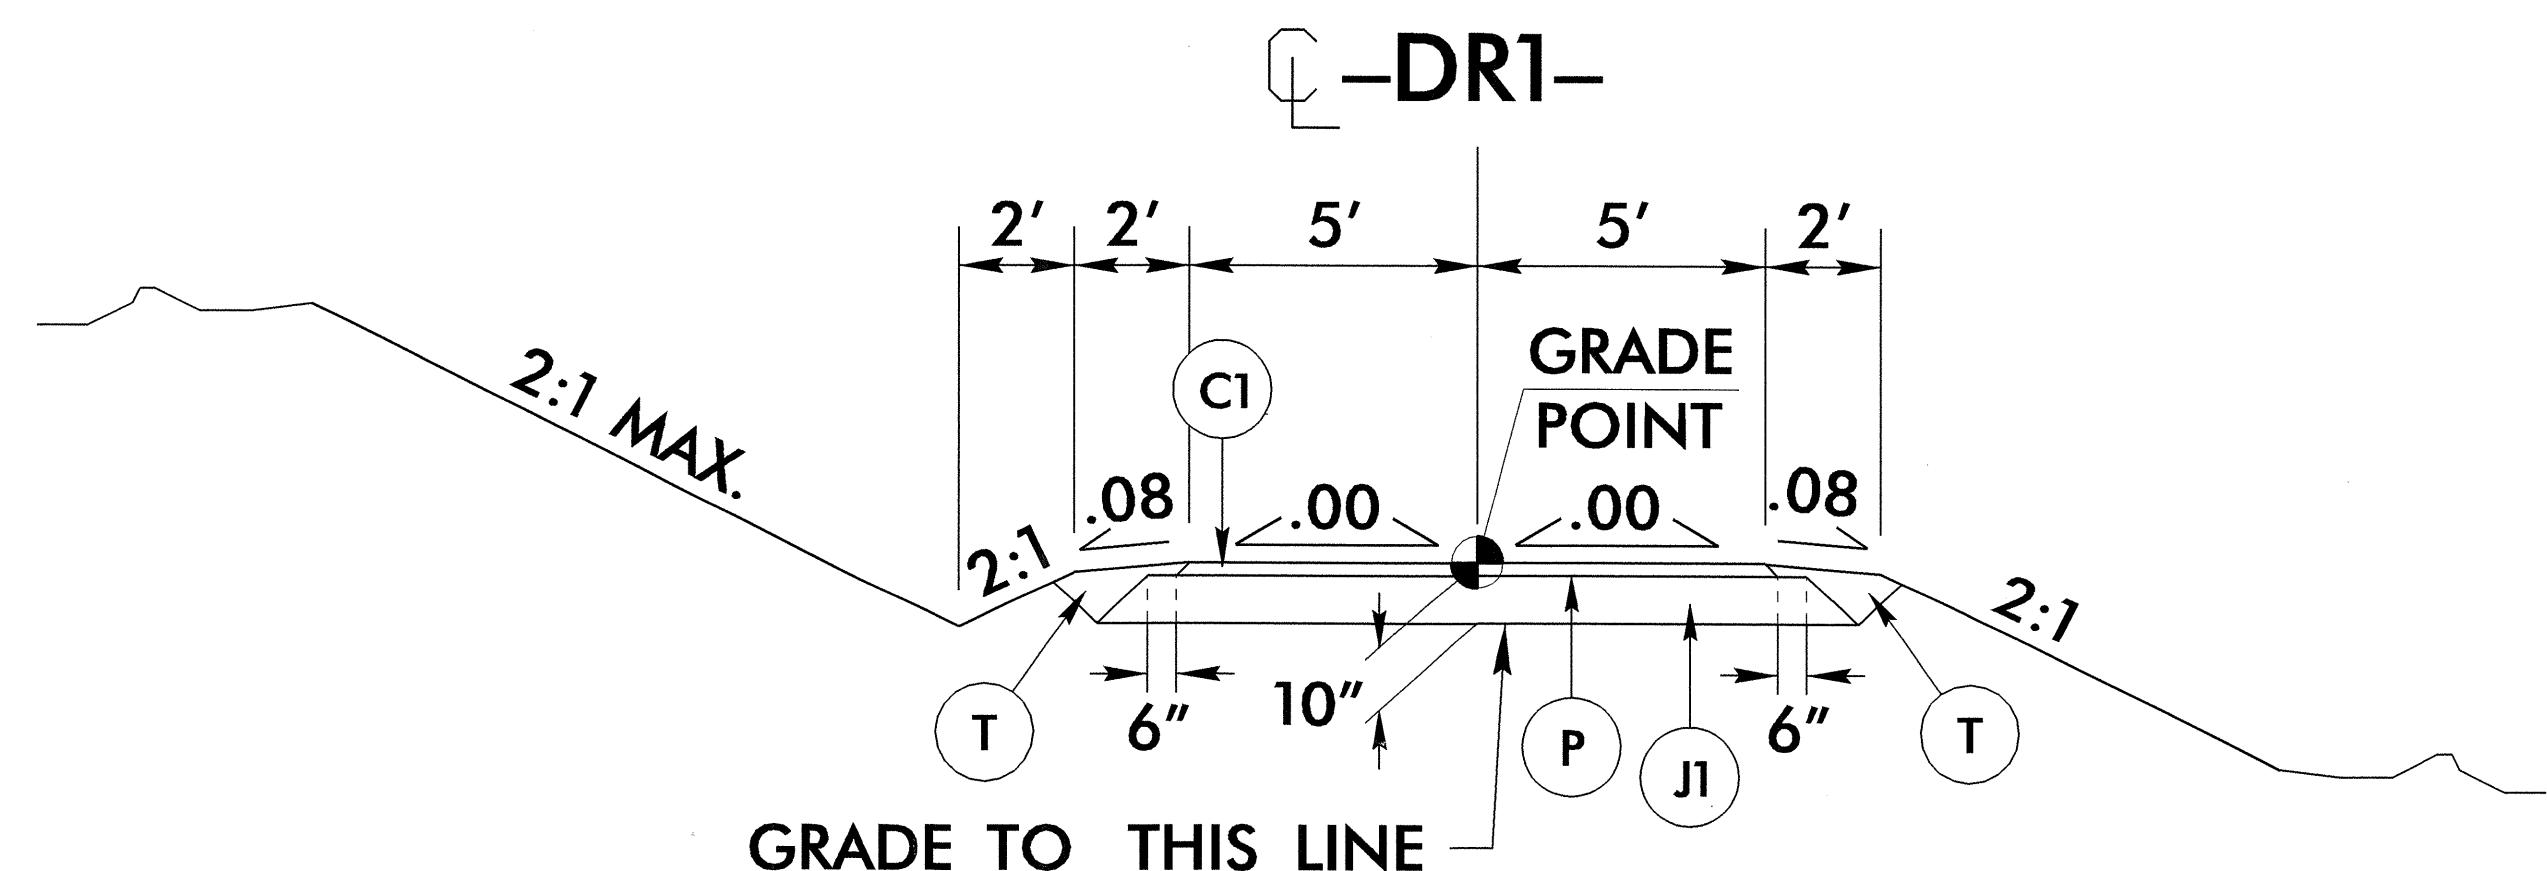 CL –DR1–
2' 2' 5' 5' 2'
GRADE
POINT
2:1 MAX.
C1
2:1 .08 .00 .00 .08 2:1
T 6" 10" P J1 6" T
GRADE TO THIS LINE